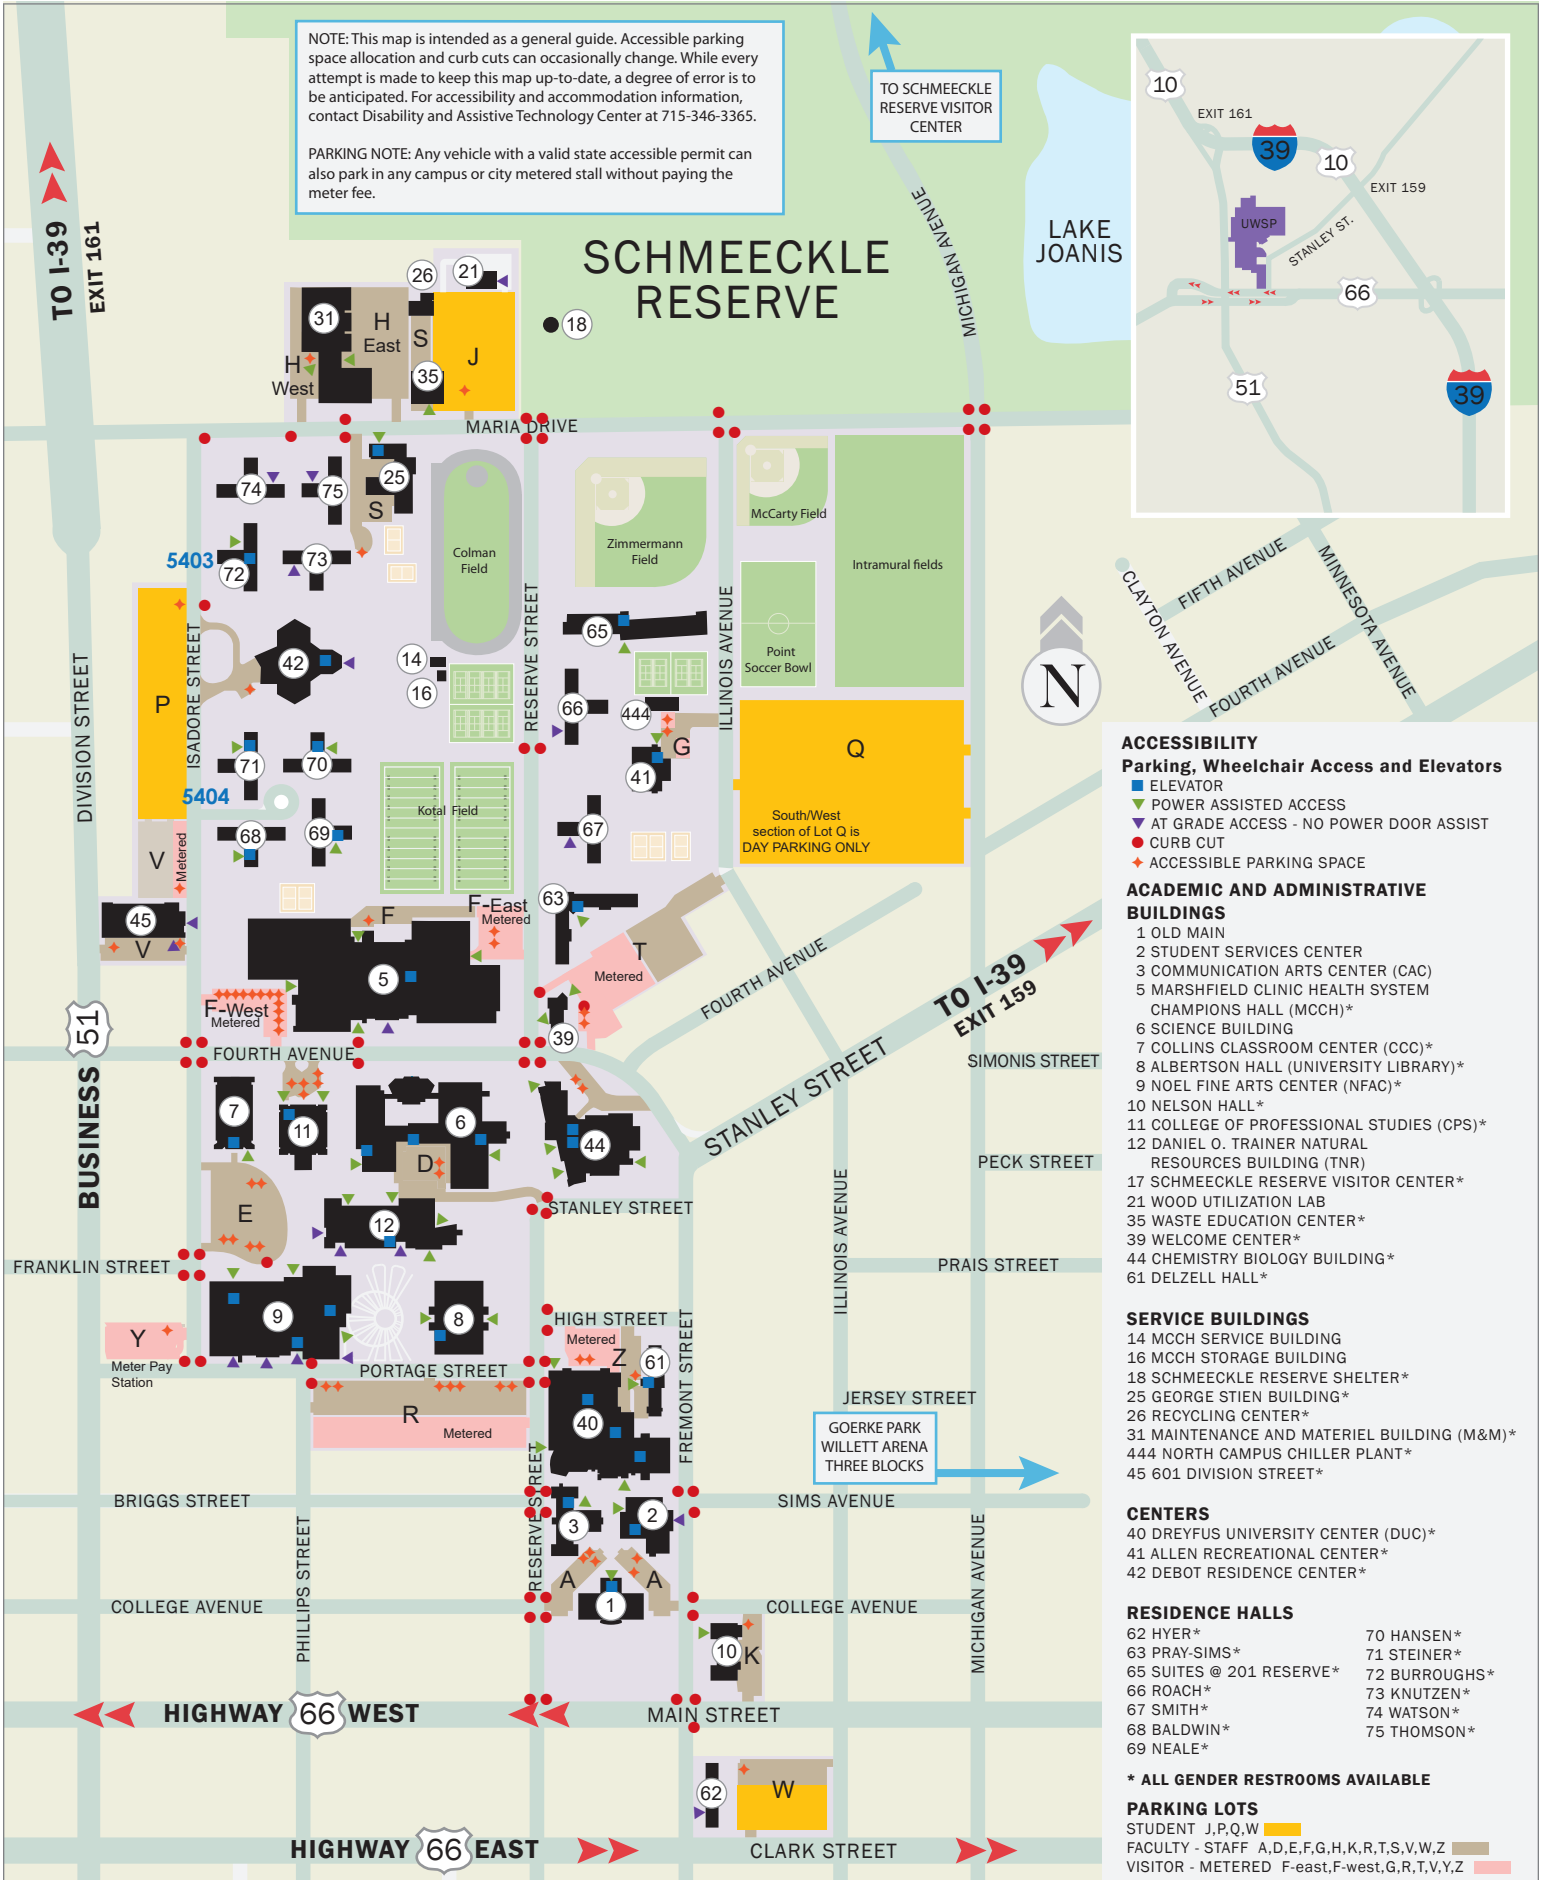 NOTE: This map is intended as a general guide. Accessible parking
space allocation and curb cuts can occasionally change. While every
attempt is made to keep this map up-to-date, a degree of error is to
be anticipated. For accessibility and accommodation information,
contact Disability and Assistive Technology Center at 715-346-3365.
PARKING NOTE: Any vehicle with a valid state accessible permit can
also park in any campus or city metered stall without paying the
meter fee.
TO SCHMEECKLE
RESERVE VISITOR
CENTER
10
EXIT 161
39
10
EXIT 159
UWSP
STANLEY ST.
66
51
39
LAKE
JOANIS
SCHMEECKLE
RESERVE
MICHIGAN AVENUE
TO I-39
EXIT 161
26
21
31
H
East
S
J
18
H
West
35
MARIA DRIVE
74
75
25
S
5403
72
73
Colman
Field
Zimmermann
Field
McCarty Field
Intramural fields
Point
Soccer Bowl
CLAYTON AVENUE
FIFTH AVENUE
MINNESOTA AVENUE
FOURTH AVENUE
N
DIVISION STREET
ISADORE STREET
RESERVE STREET
ILLINOIS AVENUE
65
42
14
16
P
66
444
G
41
71
70
5404
Kotal Field
Q
South/West
section of Lot Q is
DAY PARKING ONLY
68
69
67
V
Metered
45
V
F
F-East
Metered
63
T
Metered
5
F-West
Metered
39
FOURTH AVENUE
TO I-39
EXIT 159
51
BUSINESS
FOURTH AVENUE
STANLEY STREET
SIMONIS STREET
7
11
6
D
44
PECK STREET
E
12
STANLEY STREET
ILLINOIS AVENUE
FRANKLIN STREET
PRAIS STREET
9
8
HIGH STREET
FREMONT STREET
Y
Meter Pay
Station
PORTAGE STREET
Metered
Z
61
R
Metered
40
JERSEY STREET
GOERKE PARK
WILLETT ARENA
THREE BLOCKS
RESERVE STREET
BRIGGS STREET
SIMS AVENUE
3
2
PHILLIPS STREET
MICHIGAN AVENUE
A
A
1
COLLEGE AVENUE
COLLEGE AVENUE
10
K
HIGHWAY 66 WEST
MAIN STREET
62
W
HIGHWAY 66 EAST
CLARK STREET
ACCESSIBILITY
Parking, Wheelchair Access and Elevators
ELEVATOR
POWER ASSISTED ACCESS
AT GRADE ACCESS - NO POWER DOOR ASSIST
CURB CUT
ACCESSIBLE PARKING SPACE
ACADEMIC AND ADMINISTRATIVE
BUILDINGS
1 OLD MAIN
2 STUDENT SERVICES CENTER
3 COMMUNICATION ARTS CENTER (CAC)
5 MARSHFIELD CLINIC HEALTH SYSTEM
CHAMPIONS HALL (MCCH)*
6 SCIENCE BUILDING
7 COLLINS CLASSROOM CENTER (CCC)*
8 ALBERTSON HALL (UNIVERSITY LIBRARY)*
9 NOEL FINE ARTS CENTER (NFAC)*
10 NELSON HALL*
11 COLLEGE OF PROFESSIONAL STUDIES (CPS)*
12 DANIEL O. TRAINER NATURAL
RESOURCES BUILDING (TNR)
17 SCHMEECKLE RESERVE VISITOR CENTER*
21 WOOD UTILIZATION LAB
35 WASTE EDUCATION CENTER*
39 WELCOME CENTER*
44 CHEMISTRY BIOLOGY BUILDING*
61 DELZELL HALL*
SERVICE BUILDINGS
14 MCCH SERVICE BUILDING
16 MCCH STORAGE BUILDING
18 SCHMEECKLE RESERVE SHELTER*
25 GEORGE STIEN BUILDING*
26 RECYCLING CENTER*
31 MAINTENANCE AND MATERIEL BUILDING (M&M)*
444 NORTH CAMPUS CHILLER PLANT*
45 601 DIVISION STREET*
CENTERS
40 DREYFUS UNIVERSITY CENTER (DUC)*
41 ALLEN RECREATIONAL CENTER*
42 DEBOT RESIDENCE CENTER*
RESIDENCE HALLS
62 HYER*
63 PRAY-SIMS*
65 SUITES @ 201 RESERVE*
66 ROACH*
67 SMITH*
68 BALDWIN*
69 NEALE*
70 HANSEN*
71 STEINER*
72 BURROUGHS*
73 KNUTZEN*
74 WATSON*
75 THOMSON*
* ALL GENDER RESTROOMS AVAILABLE
PARKING LOTS
STUDENT J,P,Q,W
FACULTY - STAFF A,D,E,F,G,H,K,R,T,S,V,W,Z
VISITOR - METERED F-east,F-west,G,R,T,V,Y,Z